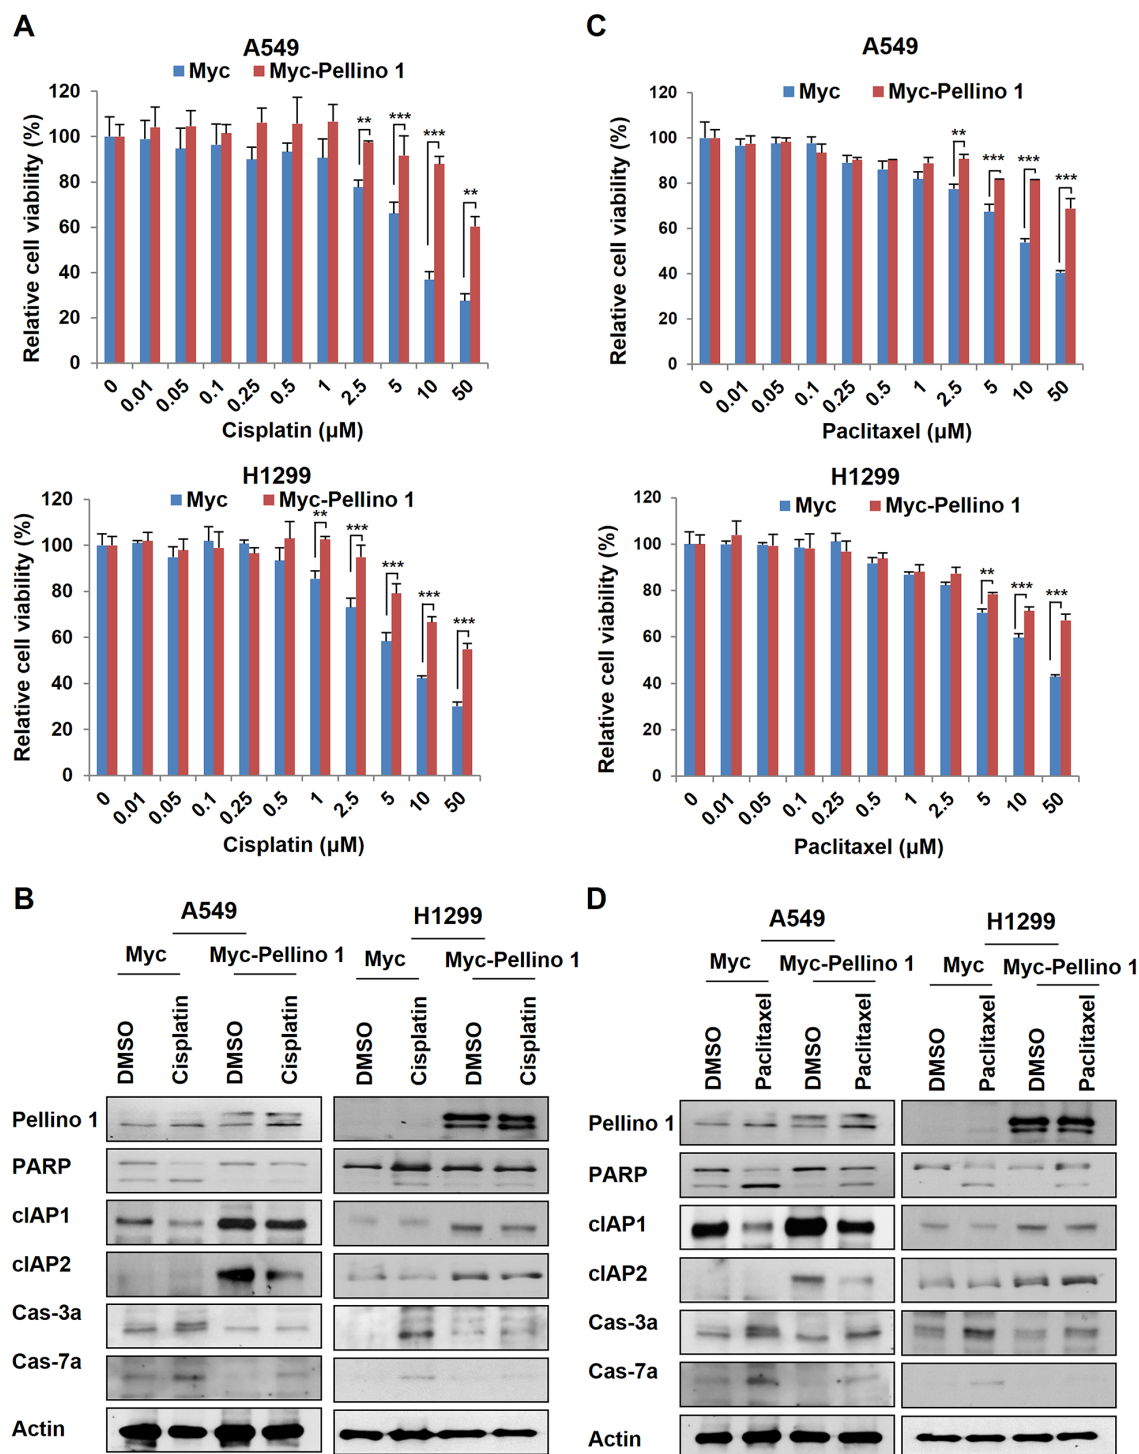 A
A549
Myc Myc-Pellino 1
Relative cell viability (%)
120
100
80
60
40
20
0
** *** *** **
0 0.01 0.05 0.1 0.25 0.5 1 2.5 5 10 50
Cisplatin (µM)
H1299
Myc Myc-Pellino 1
Relative cell viability (%)
120
100
80
60
40
20
0
** *** *** *** ***
0 0.01 0.05 0.1 0.25 0.5 1 2.5 5 10 50
Cisplatin (µM)
C
A549
Myc Myc-Pellino 1
Relative cell viability (%)
120
100
80
60
40
20
0
** *** *** ***
0 0.01 0.05 0.1 0.25 0.5 1 2.5 5 10 50
Paclitaxel (µM)
H1299
Myc Myc-Pellino 1
Relative cell viability (%)
120
100
80
60
40
20
0
** *** ***
0 0.01 0.05 0.1 0.25 0.5 1 2.5 5 10 50
Paclitaxel (µM)
B
A549 H1299
Myc Myc-Pellino 1 Myc Myc-Pellino 1
DMSO Cisplatin DMSO Cisplatin DMSO Cisplatin DMSO Cisplatin
Pellino 1
PARP
cIAP1
cIAP2
Cas-3a
Cas-7a
Actin
D
A549 H1299
Myc Myc-Pellino 1 Myc Myc-Pellino 1
DMSO Paclitaxel DMSO Paclitaxel DMSO Paclitaxel DMSO Paclitaxel
Pellino 1
PARP
cIAP1
cIAP2
Cas-3a
Cas-7a
Actin